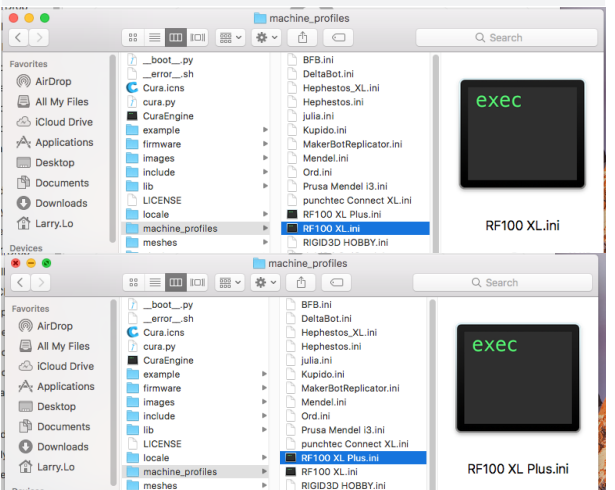 machine_profiles
Search
Favorites
AirDrop
All My Files
iCloud Drive
Applications
Desktop
Documents
Downloads
Larry.Lo
Devices
__boot__.py
__error__.sh
Cura.icns
cura.py
CuraEngine
example
firmware
images
include
lib
LICENSE
locale
machine_profiles
meshes
BFB.ini
DeltaBot.ini
Hephestos_XL.ini
Hephestos.ini
julia.ini
Kupido.ini
MakerBotReplicator.ini
Mendel.ini
Ord.ini
Prusa Mendel i3.ini
punchtec Connect XL.ini
RF100 XL Plus.ini
RF100 XL.ini
RIGID3D HOBBY.ini
exec
RF100 XL.ini
machine_profiles
Search
Favorites
AirDrop
All My Files
iCloud Drive
Applications
Desktop
Documents
Downloads
Larry.Lo
Devices
__boot__.py
__error__.sh
Cura.icns
cura.py
CuraEngine
example
firmware
images
include
lib
LICENSE
locale
machine_profiles
meshes
BFB.ini
DeltaBot.ini
Hephestos_XL.ini
Hephestos.ini
julia.ini
Kupido.ini
MakerBotReplicator.ini
Mendel.ini
Ord.ini
Prusa Mendel i3.ini
punchtec Connect XL.ini
RF100 XL Plus.ini
RF100 XL.ini
RIGID3D HOBBY.ini
exec
RF100 XL Plus.ini